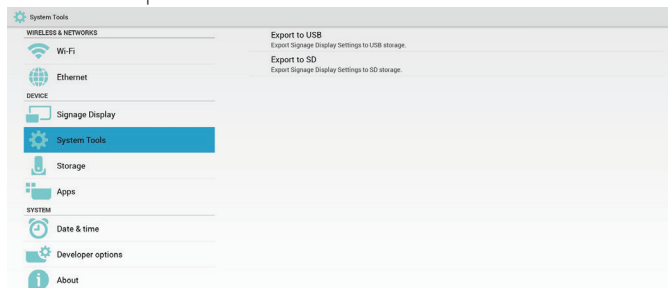 System Tools
WIRELESS & NETWORKS
Wi-Fi
Ethernet
DEVICE
Signage Display
System Tools
Storage
Apps
SYSTEM
Date & time
Developer options
About
Export to USB
Export Signage Display Settings to USB storage.
Export to SD
Export Signage Display Settings to SD storage.